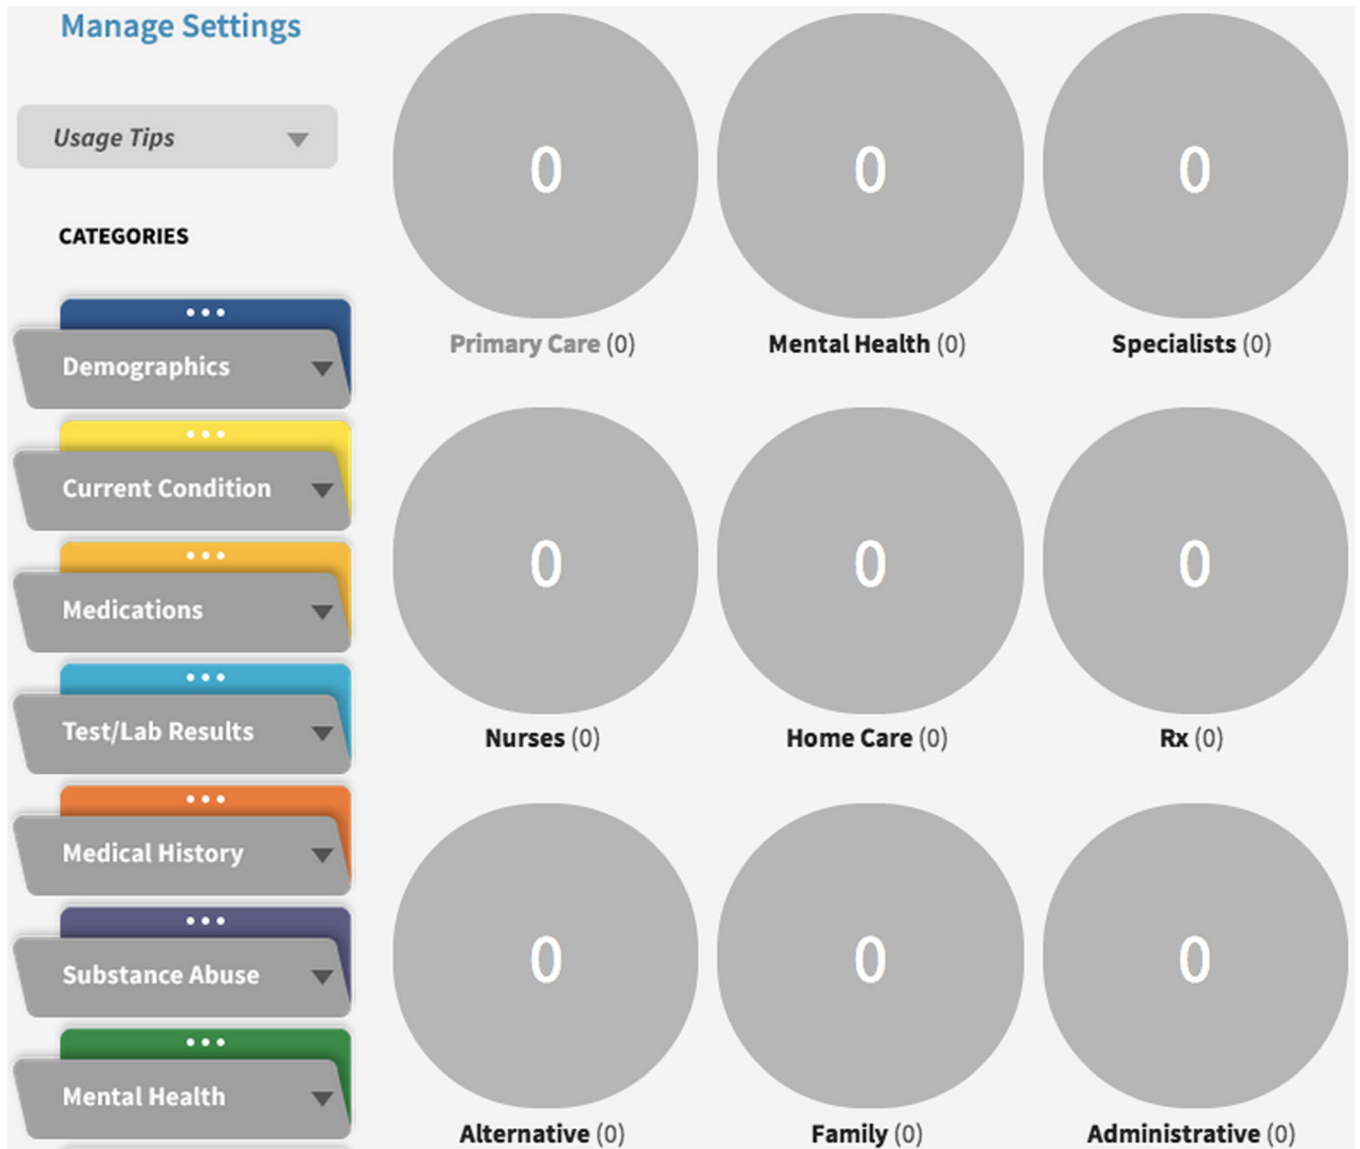 Manage Settings
Usage Tips
CATEGORIES
Demographics
Current Condition
Medications
Test/Lab Results
Medical History
Substance Abuse
Mental Health
0
0
0
Primary Care (0)
Mental Health (0)
Specialists (0)
0
0
0
Nurses (0)
Home Care (0)
Rx (0)
0
0
0
Alternative (0)
Family (0)
Administrative (0)